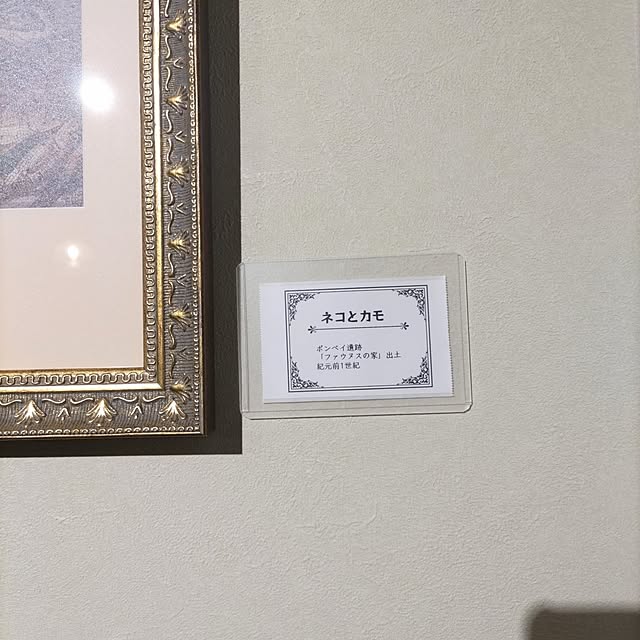 ネコとカモ
ポンペイ遺跡
「ファウヌスの家」出土
紀元前1世紀